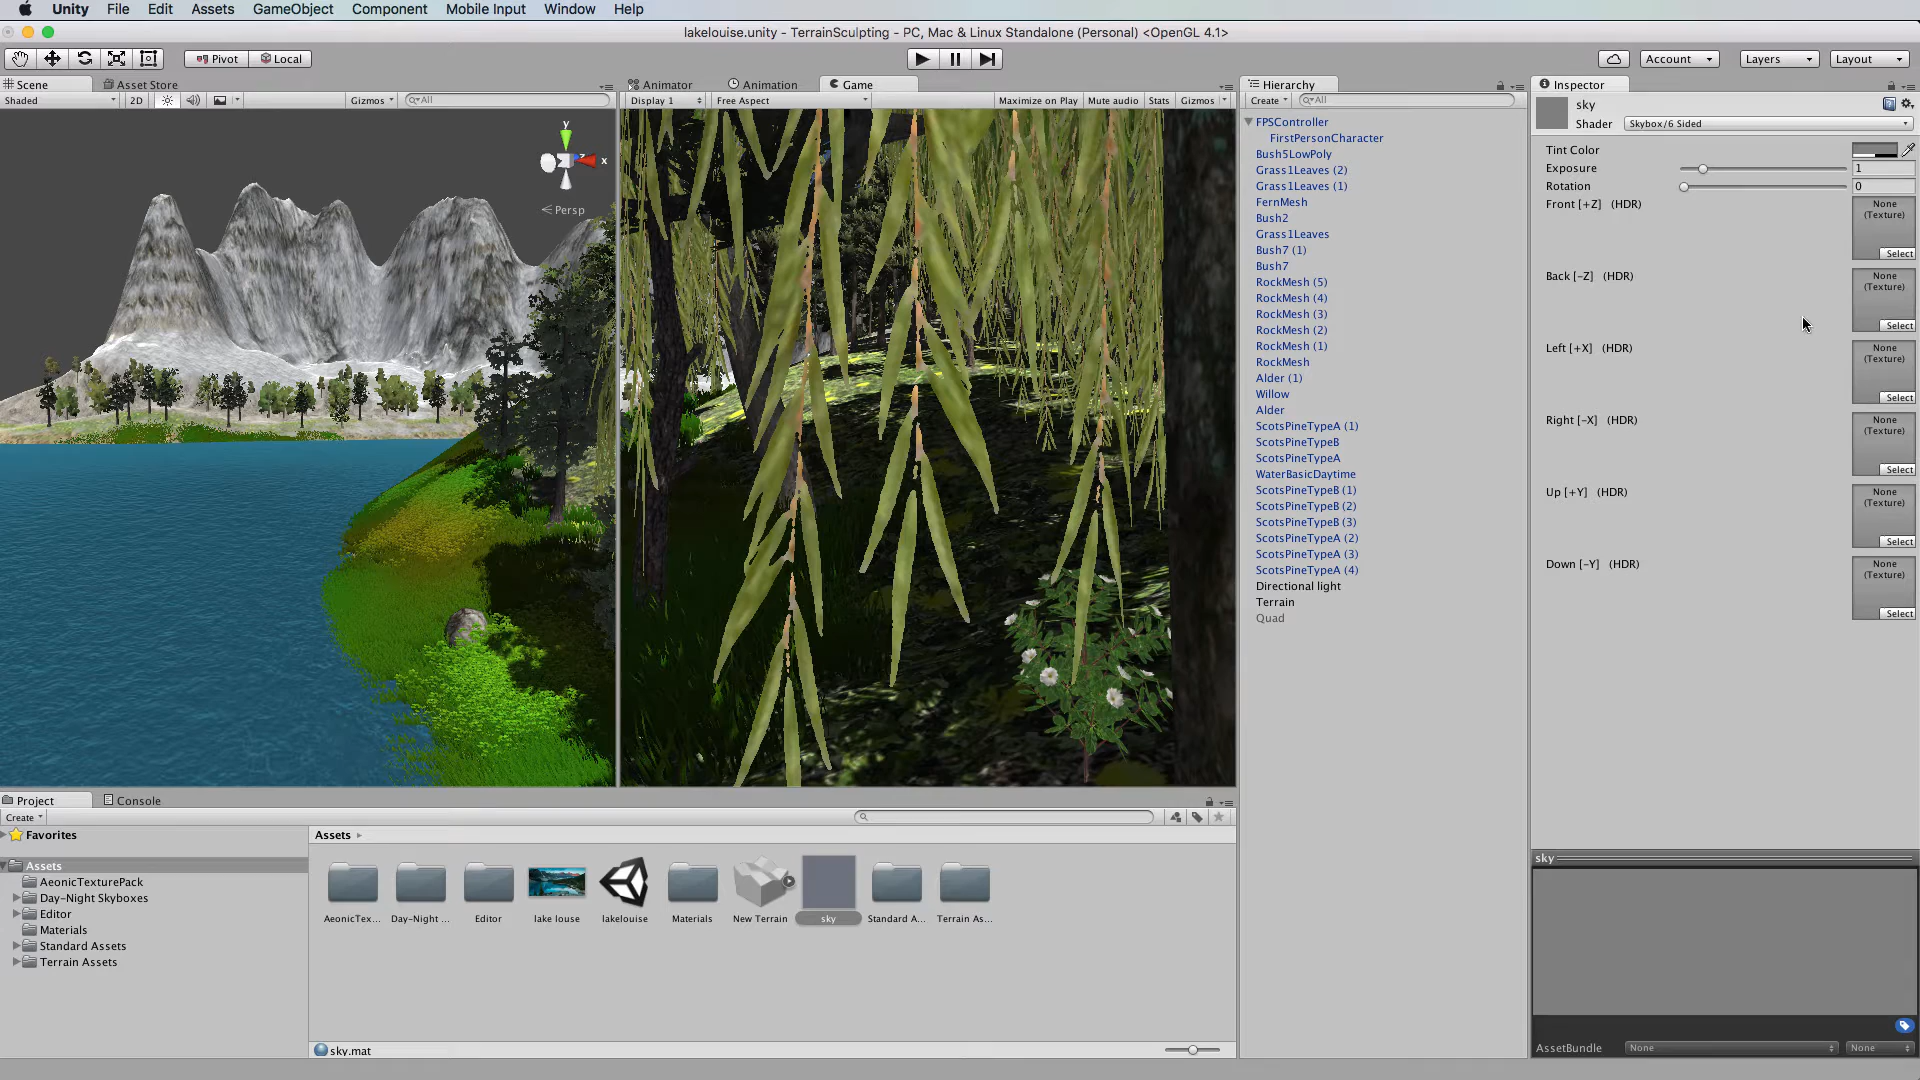 Unity File Edit Assets GameObject Component Mobile Input Window Help
lakelouise.unity - TerrainSculpting - PC, Mac & Linux Standalone (Personal) <OpenGL 4.1>
Pivot Local Account Layers Layout
Scene Asset Store
Shaded 2D Gizmos All
y
x
z
Persp
Animator Animation Game
Display 1 Free Aspect Maximize on Play Mute audio Stats Gizmos
Hierarchy
Create All
FPSController
FirstPersonCharacter
Bush5LowPoly
Grass1Leaves (2)
Grass1Leaves (1)
FernMesh
Bush2
Grass1Leaves
Bush7 (1)
Bush7
RockMesh (5)
RockMesh (4)
RockMesh (3)
RockMesh (2)
RockMesh (1)
RockMesh
Alder (1)
Willow
Alder
ScotsPineTypeA (1)
ScotsPineTypeB
ScotsPineTypeA
WaterBasicDaytime
ScotsPineTypeB (1)
ScotsPineTypeB (2)
ScotsPineTypeB (3)
ScotsPineTypeA (2)
ScotsPineTypeA (3)
ScotsPineTypeA (4)
Directional light
Terrain
Quad
Inspector
sky
Shader Skybox/6 Sided
Tint Color
Exposure 1
Rotation 0
Front [+Z] (HDR) None
(Texture)
Select
Back [-Z] (HDR) None
(Texture)
Select
Left [+X] (HDR) None
(Texture)
Select
Right [-X] (HDR) None
(Texture)
Select
Up [+Y] (HDR) None
(Texture)
Select
Down [-Y] (HDR) None
(Texture)
Select
sky
AssetBundle None None
Project Console
Create
Favorites
Assets
AeonicTexturePack
Day-Night Skyboxes
Editor
Materials
Standard Assets
Terrain Assets
Assets
AeonicTex... Day-Night ... Editor lake louse lakelouise Materials New Terrain sky Standard A... Terrain As...
sky.mat